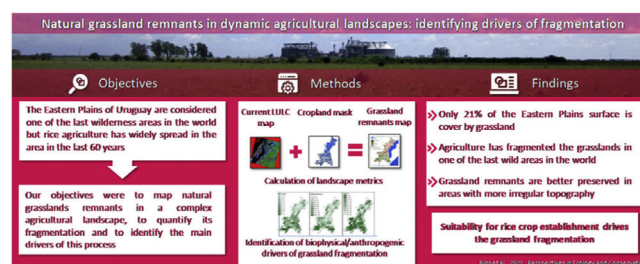 Natural grassland remnants in dynamic agricultural landscapes: identifying drivers of fragmentation
Objectives
The Eastern Plains of Uruguay are considered
one of the last wilderness areas in the world
but rice agriculture has widely spread in the
area in the last 60 years
Our objectives were to map natural
grasslands remnants in a complex
agricultural landscape, to quantify its
fragmentation and to identify the main
drivers of this process
Methods
Current LULC
map
Cropland mask
Grassland
remnants map
Calculation of landscape metrics
Identification of biophysical/anthropogenic
drivers of grassland fragmentation
Findings
Only 21% of the Eastern Plains surface is
cover by grassland
Agriculture has fragmented the grasslands in
one of the last wild areas in the world
Grassland remnants are better preserved in
areas with more irregular topography
Suitability for rice crop establishment drives
the grassland fragmentation